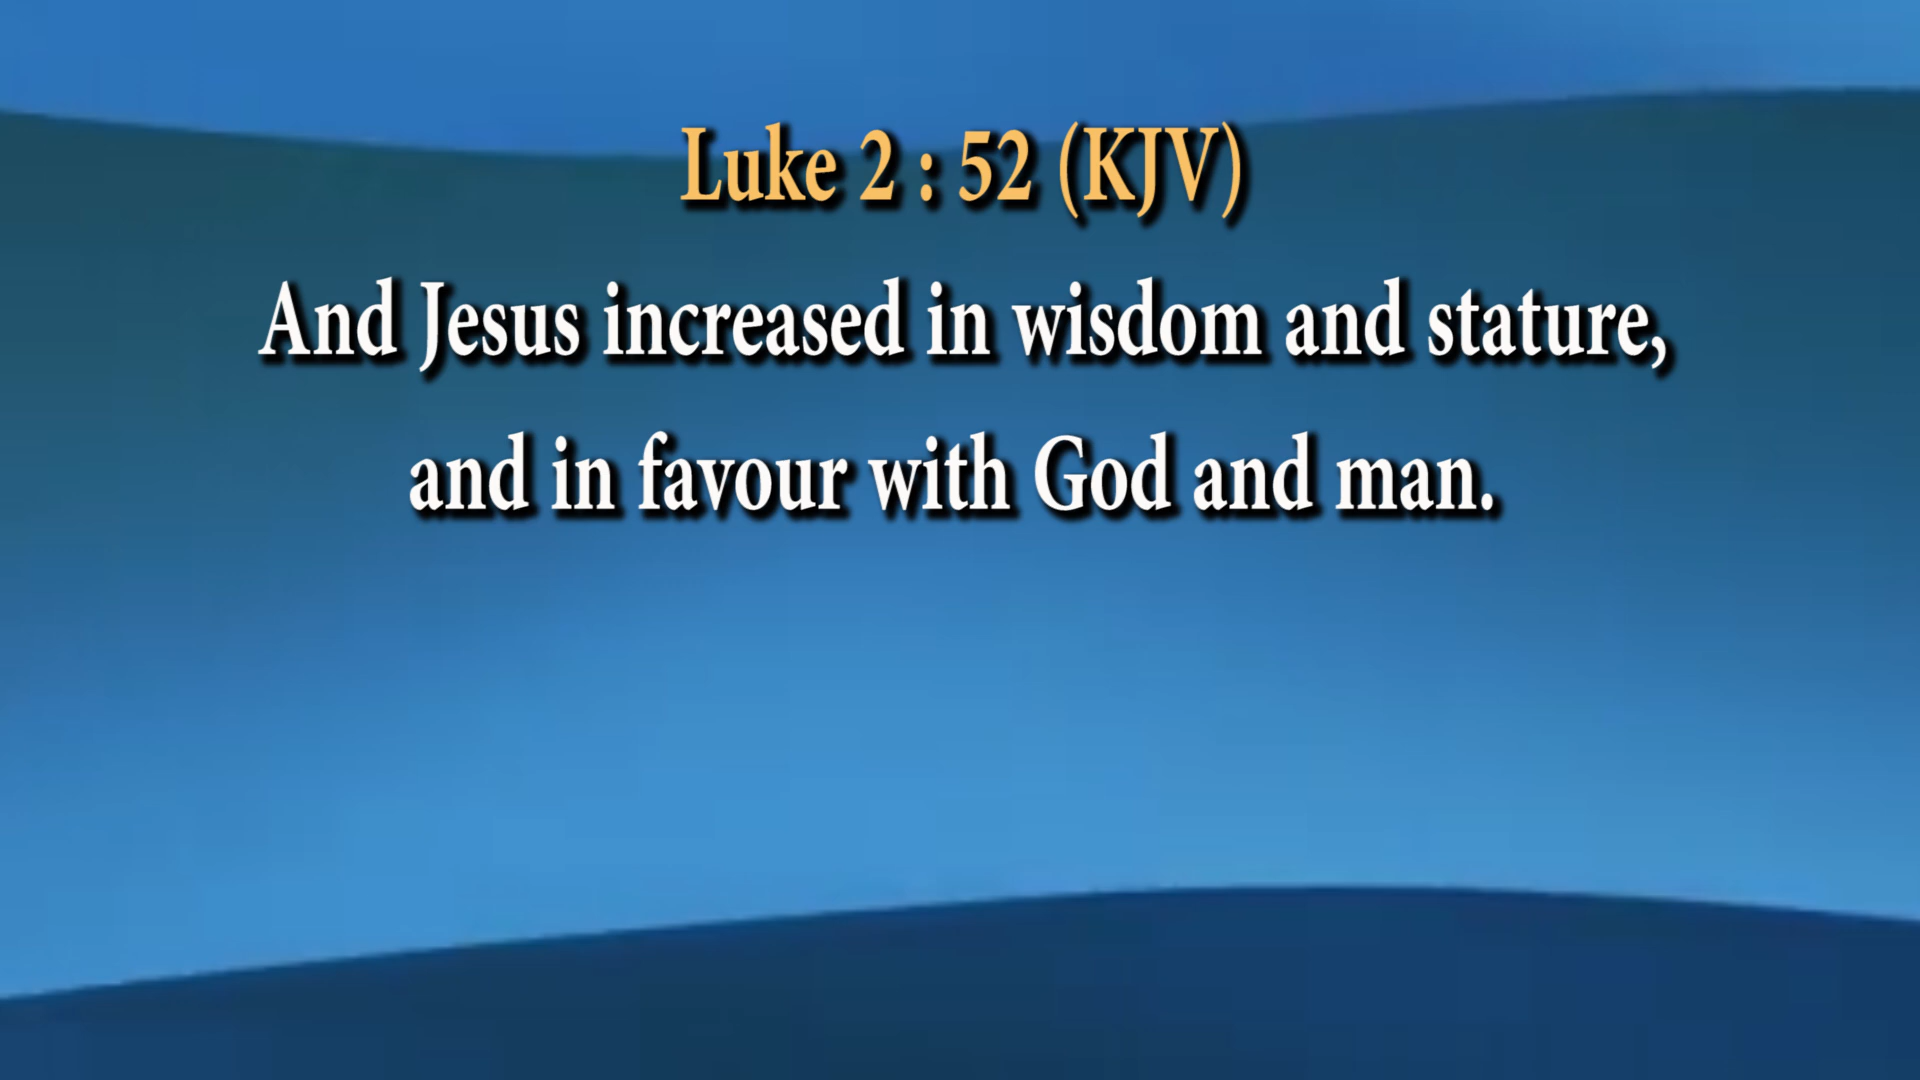 Luke 2 : 52 (KJV)
And Jesus increased in wisdom and stature,
and in favour with God and man.